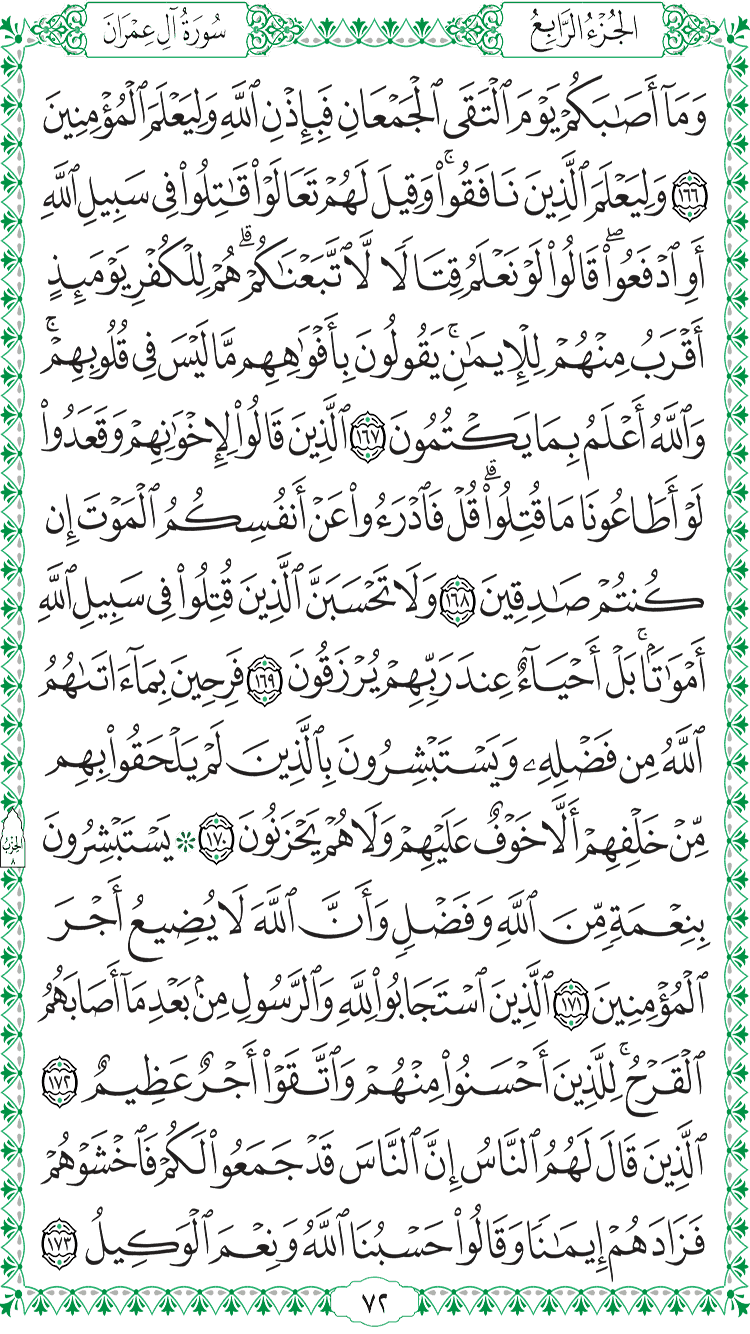 الجُزْءُ الرَّابِعُ
سُورَةُ آلِ عِمْرَانَ
وَمَآ أَصَٰبَكُمْ يَوْمَ ٱلْتَقَى ٱلْجَمْعَانِ فَبِإِذْنِ ٱللَّهِ وَلِيَعْلَمَ ٱلْمُؤْمِنِينَ
١٦٦ وَلِيَعْلَمَ ٱلَّذِينَ نَافَقُوا۟ ۚ وَقِيلَ لَهُمْ تَعَالَوْا۟ قَٰتِلُوا۟ فِى سَبِيلِ ٱللَّهِ
أَوِ ٱدْفَعُوا۟ ۖ قَالُوا۟ لَوْ نَعْلَمُ قِتَالًا لَّٱتَّبَعْنَٰكُمْ ۗ هُمْ لِلْكُفْرِ يَوْمَئِذٍ
أَقْرَبُ مِنْهُمْ لِلْإِيمَٰنِ ۚ يَقُولُونَ بِأَفْوَٰهِهِم مَّا لَيْسَ فِى قُلُوبِهِمْ ۚ
وَٱللَّهُ أَعْلَمُ بِمَا يَكْتُمُونَ ١٦٧ ٱلَّذِينَ قَالُوا۟ لِإِخْوَٰنِهِمْ وَقَعَدُوا۟
لَوْ أَطَاعُونَا مَا قُتِلُوا۟ ۗ قُلْ فَٱدْرَءُوا۟ عَنْ أَنفُسِكُمُ ٱلْمَوْتَ إِن
كُنتُمْ صَٰدِقِينَ ١٦٨ وَلَا تَحْسَبَنَّ ٱلَّذِينَ قُتِلُوا۟ فِى سَبِيلِ ٱللَّهِ
أَمْوَٰتًۢا ۚ بَلْ أَحْيَآءٌ عِندَ رَبِّهِمْ يُرْزَقُونَ ١٦٩ فَرِحِينَ بِمَآ ءَاتَىٰهُمُ
ٱللَّهُ مِن فَضْلِهِۦ وَيَسْتَبْشِرُونَ بِٱلَّذِينَ لَمْ يَلْحَقُوا۟ بِهِم
مِّنْ خَلْفِهِمْ أَلَّا خَوْفٌ عَلَيْهِمْ وَلَا هُمْ يَحْزَنُونَ ١٧٠ ۞ يَسْتَبْشِرُونَ
الحزب ٨
بِنِعْمَةٍ مِّنَ ٱللَّهِ وَفَضْلٍ وَأَنَّ ٱللَّهَ لَا يُضِيعُ أَجْرَ
ٱلْمُؤْمِنِينَ ١٧١ ٱلَّذِينَ ٱسْتَجَابُوا۟ لِلَّهِ وَٱلرَّسُولِ مِنۢ بَعْدِ مَآ أَصَابَهُمُ
ٱلْقَرْحُ ۚ لِلَّذِينَ أَحْسَنُوا۟ مِنْهُمْ وَٱتَّقَوْا۟ أَجْرٌ عَظِيمٌ ١٧٢
ٱلَّذِينَ قَالَ لَهُمُ ٱلنَّاسُ إِنَّ ٱلنَّاسَ قَدْ جَمَعُوا۟ لَكُمْ فَٱخْشَوْهُمْ
فَزَادَهُمْ إِيمَٰنًا وَقَالُوا۟ حَسْبُنَا ٱللَّهُ وَنِعْمَ ٱلْوَكِيلُ ١٧٣
٧٢